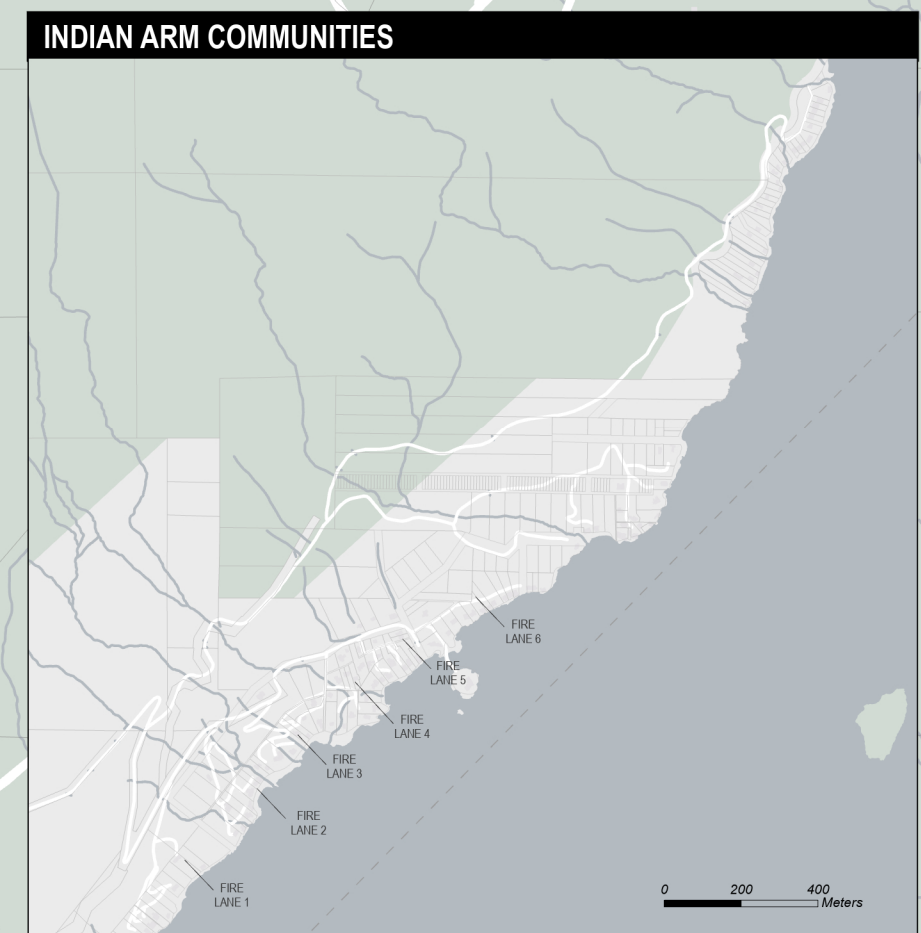 INDIAN ARM COMMUNITIES
FIRE
LANE 6
FIRE
LANE 5
FIRE
LANE 4
FIRE
LANE 3
FIRE
LANE 2
FIRE
LANE 1
0 200 400
Meters